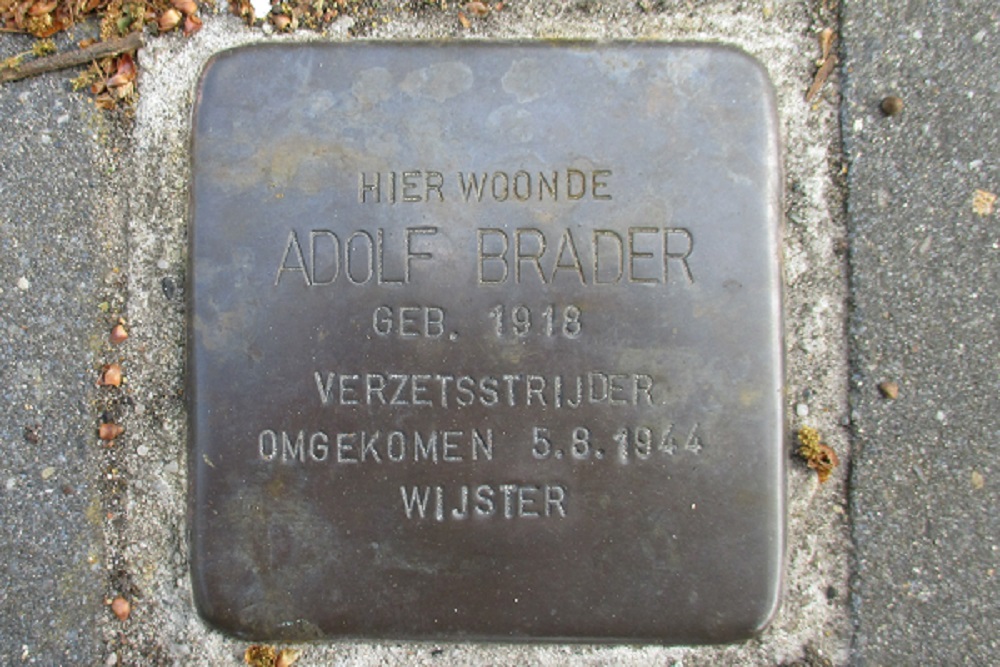 HIER WOONDE
ADOLF BRADER
GEB. 1918
VERZETSSTRIJDER
OMGEKOMEN 5.8.1944
WIJSTER